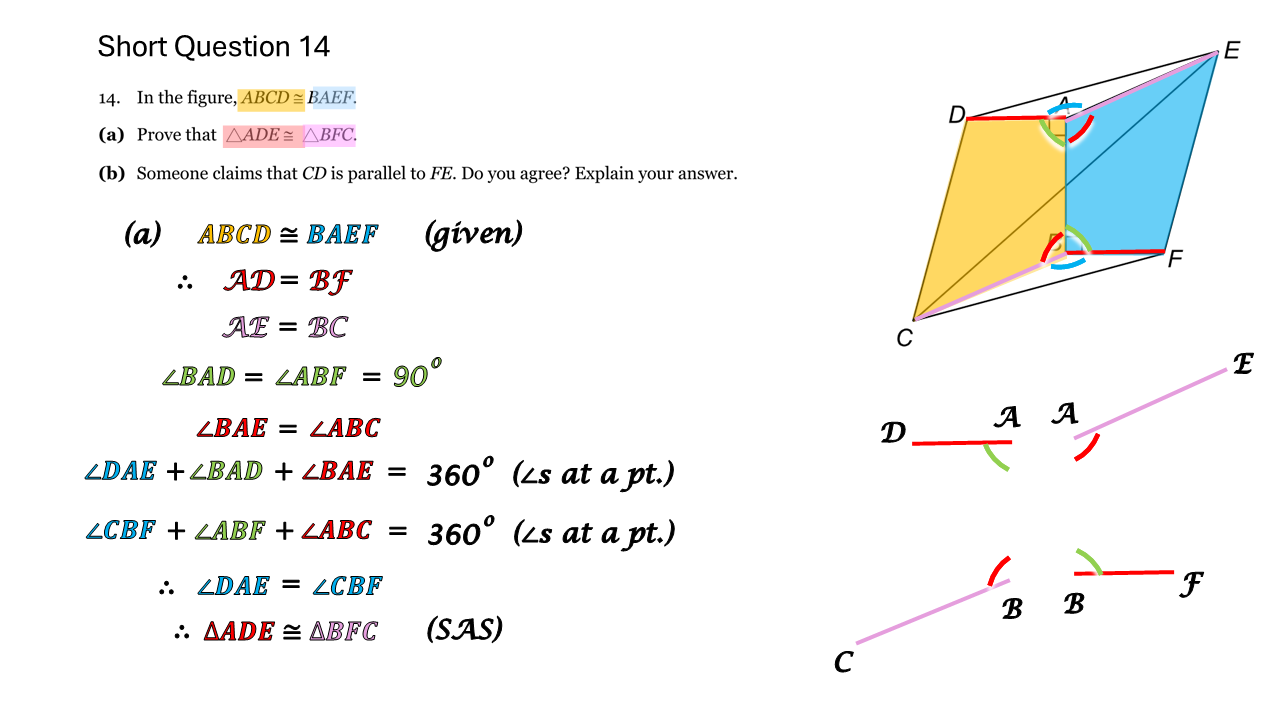 Short Question 14
14. In the figure, ABCD ≅ BAEF.
(a) Prove that △ADE ≅ △BFC.
(b) Someone claims that CD is parallel to FE. Do you agree? Explain your answer.
(a) ABCD ≅ BAEF (given)
∴ AD = BF
AE = BC
∠BAD = ∠ABF = 90°
∠BAE = ∠ABC
∠DAE + ∠BAD + ∠BAE = 360° (∠s at a pt.)
∠CBF + ∠ABF + ∠ABC = 360° (∠s at a pt.)
∴ ∠DAE = ∠CBF
∴ ΔADE ≅ ΔBFC (SAS)
E
D
A
B
F
C
E
D
A
A
B
B
F
C